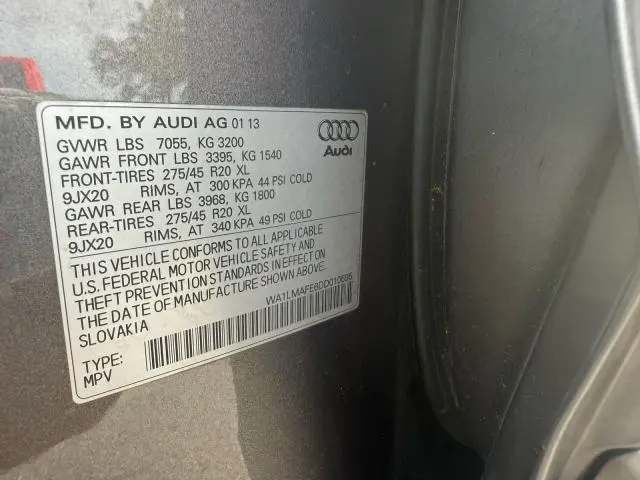 MFD. BY AUDI AG 01 13
Audi
GVWR LBS 7055, KG 3200
GAWR FRONT LBS 3395, KG 1540
FRONT-TIRES 275/45 R20 XL
9JX20 RIMS, AT 300 KPA 44 PSI COLD
GAWR REAR LBS 3968, KG 1800
REAR-TIRES 275/45 R20 XL
9JX20 RIMS, AT 340 KPA 49 PSI COLD
THIS VEHICLE CONFORMS TO ALL APPLICABLE
U.S. FEDERAL MOTOR VEHICLE SAFETY AND
THEFT PREVENTION STANDARDS IN EFFECT ON
THE DATE OF MANUFACTURE SHOWN ABOVE.
SLOVAKIA
WA1LMAFE6DD010695
TYPE:
MPV